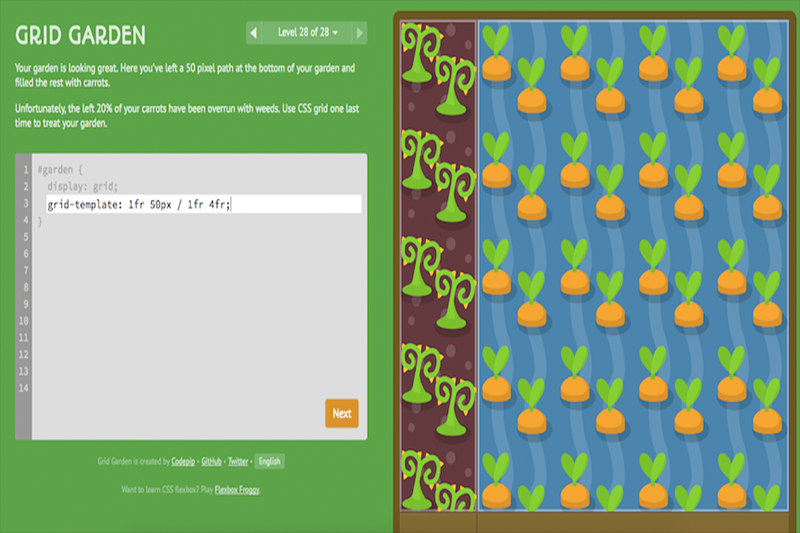 GRID GARDEN
Level 28 of 28
Your garden is looking great. Here you've left a 50 pixel path at the bottom of your garden and
filled the rest with carrots.
Unfortunately, the left 20% of your carrots have been overrun with weeds. Use CSS grid one last
time to treat your garden.
1 #garden {
2 display: grid;
3 grid-template: 1fr 50px / 1fr 4fr;
4 }
5
6
7
8
9
10
11
12
13
14
Next
Grid Garden is created by Codepip • GitHub • Twitter • English
Want to learn CSS flexbox? Play Flexbox Froggy.